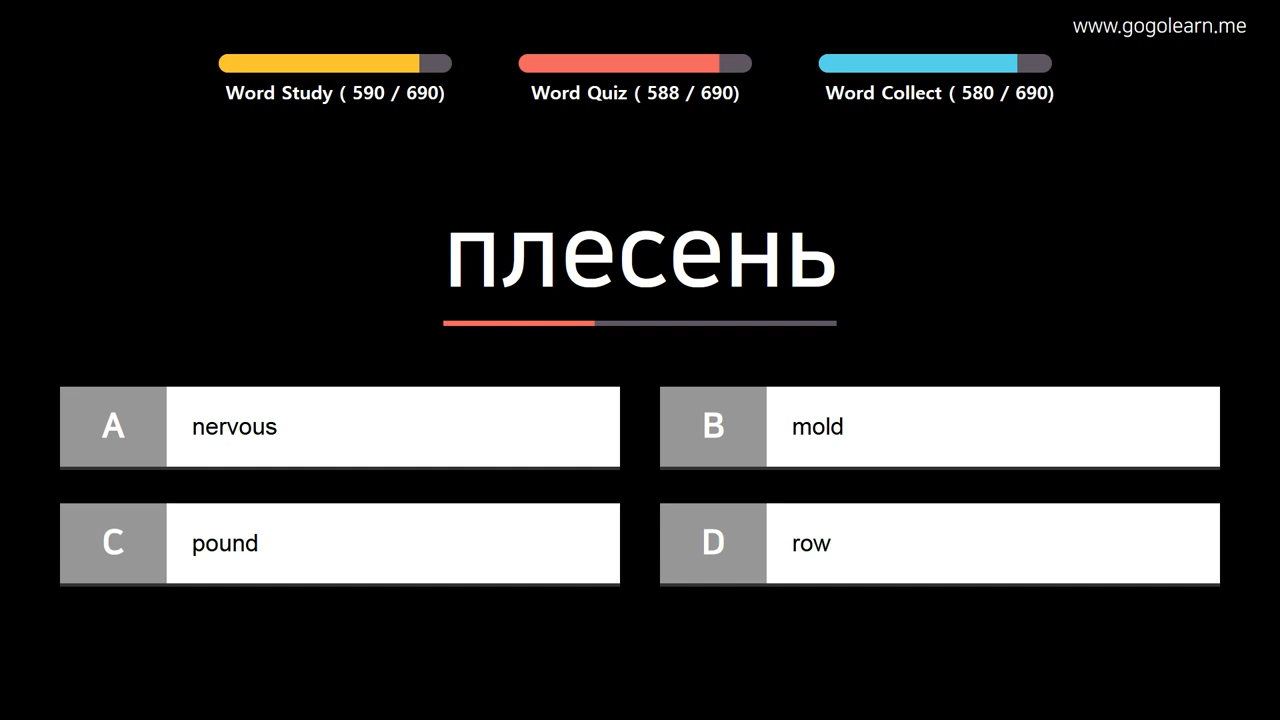 www.gogolearn.me
Word Study ( 590 / 690)
Word Quiz ( 588 / 690)
Word Collect ( 580 / 690)
плесень
A nervous
B mold
C pound
D row